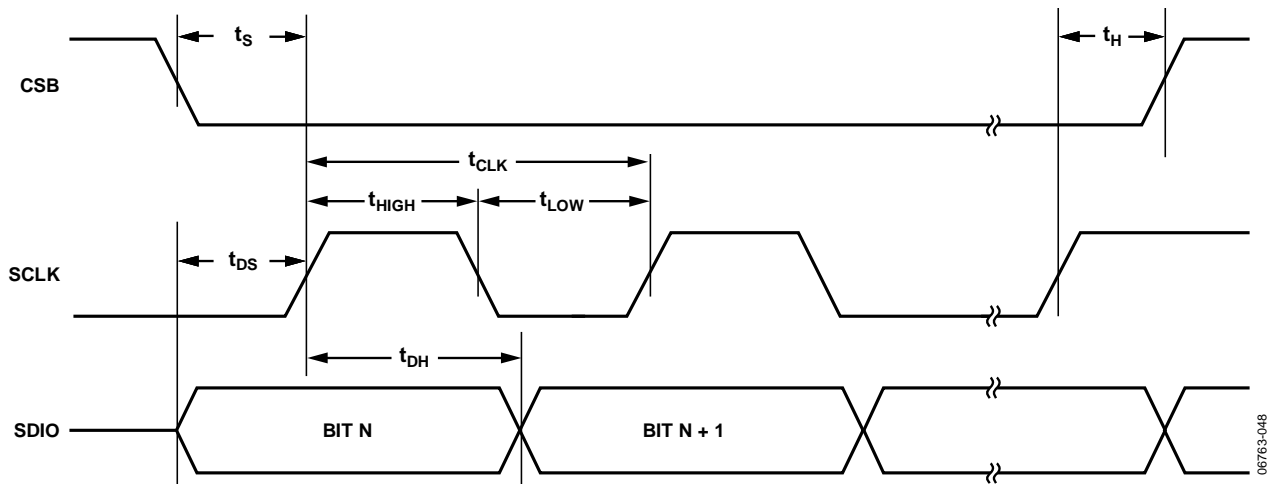 CSB
tS
tH
tCLK
tHIGH
tLOW
SCLK
tDS
tDH
SDIO
BIT N
BIT N + 1
06763-048